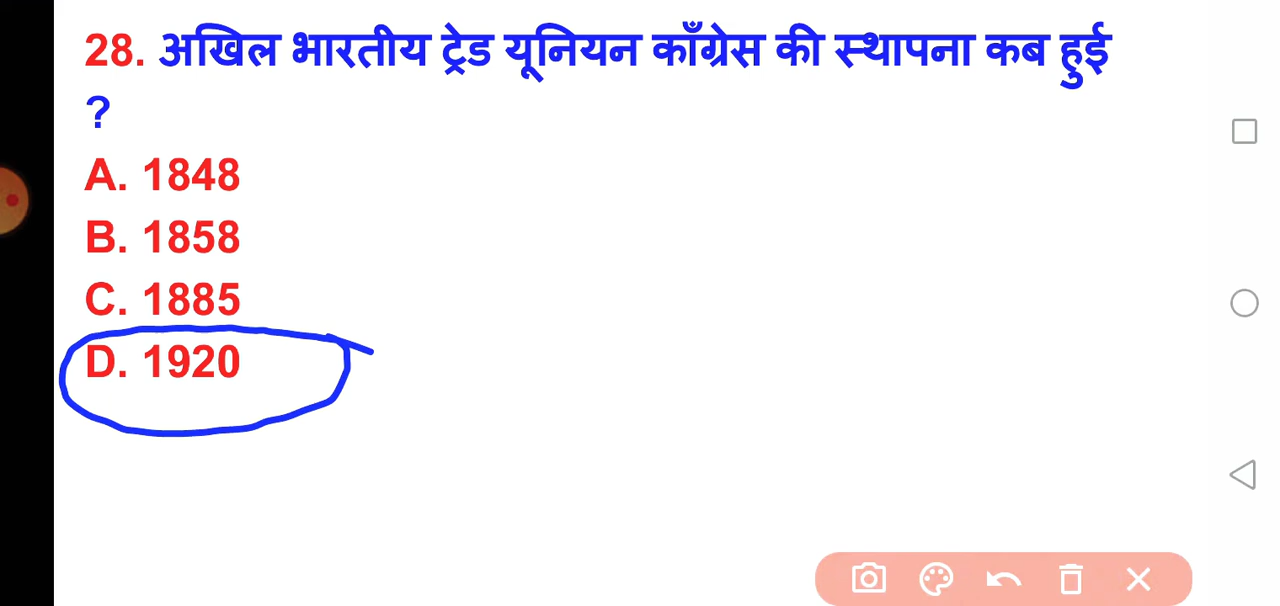 28. अखिल भारतीय ट्रेड यूनियन काँग्रेस की स्थापना कब हुई
?
A. 1848
B. 1858
C. 1885
D. 1920